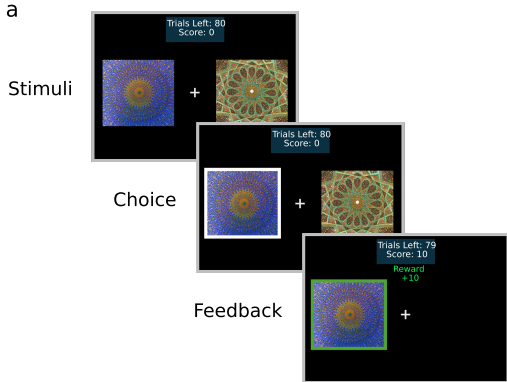 a
Stimuli
Trials Left: 80
Score: 0
+
Choice
Trials Left: 80
Score: 0
+
Feedback
Trials Left: 79
Score: 10
Reward
+10
+